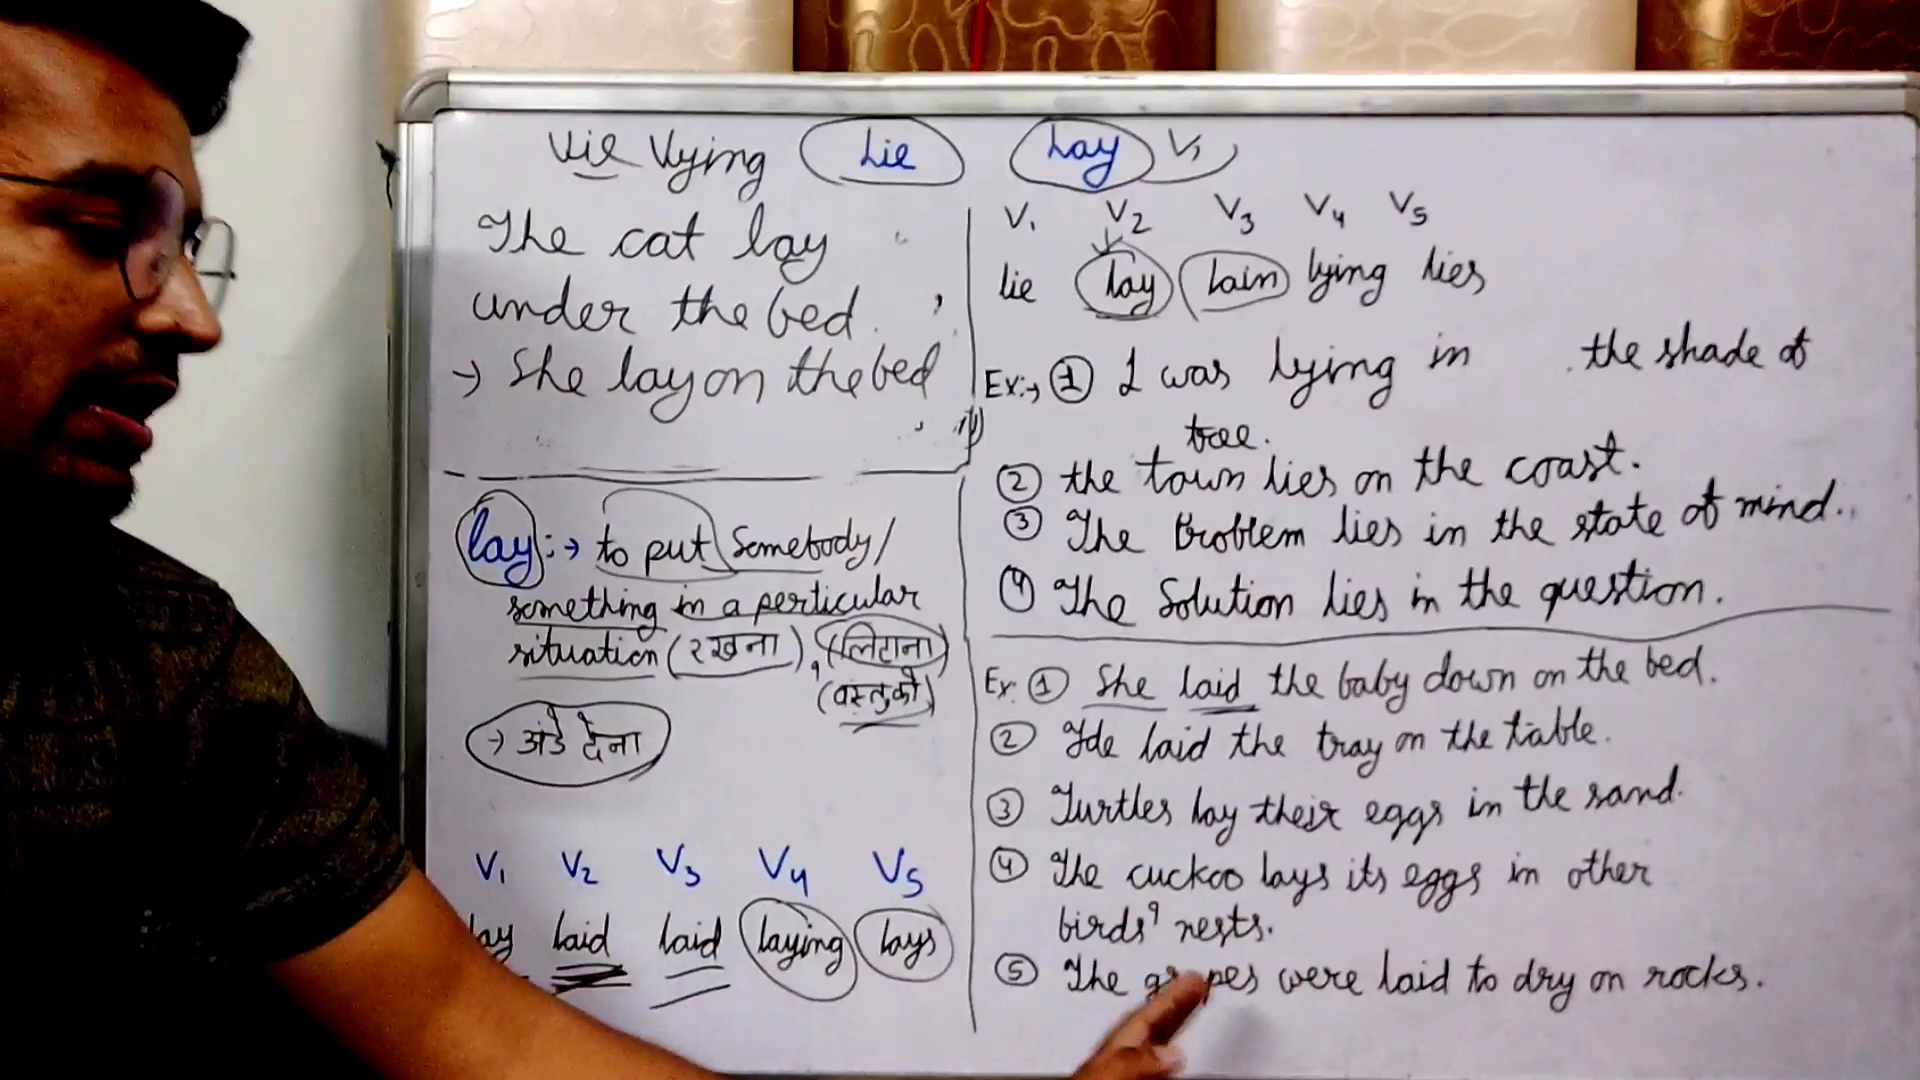 Vie Vying Lie Lay V₁
The cat lay
under the bed.
→ She lay on the bed
lay :→ to put Somebody/
something in a perticular
situation (रखना), (लिटाना)
(वस्तु को)
→ अंडे देना
V₁ V₂ V₃ V₄ V₅
lay laid laid laying lays
V₁ V₂ V₃ V₄ V₅
lie lay lain lying lies
Ex:→ ① I was lying in the shade of
tree.
② the town lies on the coast.
③ The Problem lies in the state of mind.
④ The Solution lies in the question.
Ex. ① She laid the baby down on the bed.
② He laid the tray on the table.
③ Turtles lay their eggs in the sand.
④ The cuckoo lays its eggs in other
birds' nests.
⑤ The grapes were laid to dry on rocks.